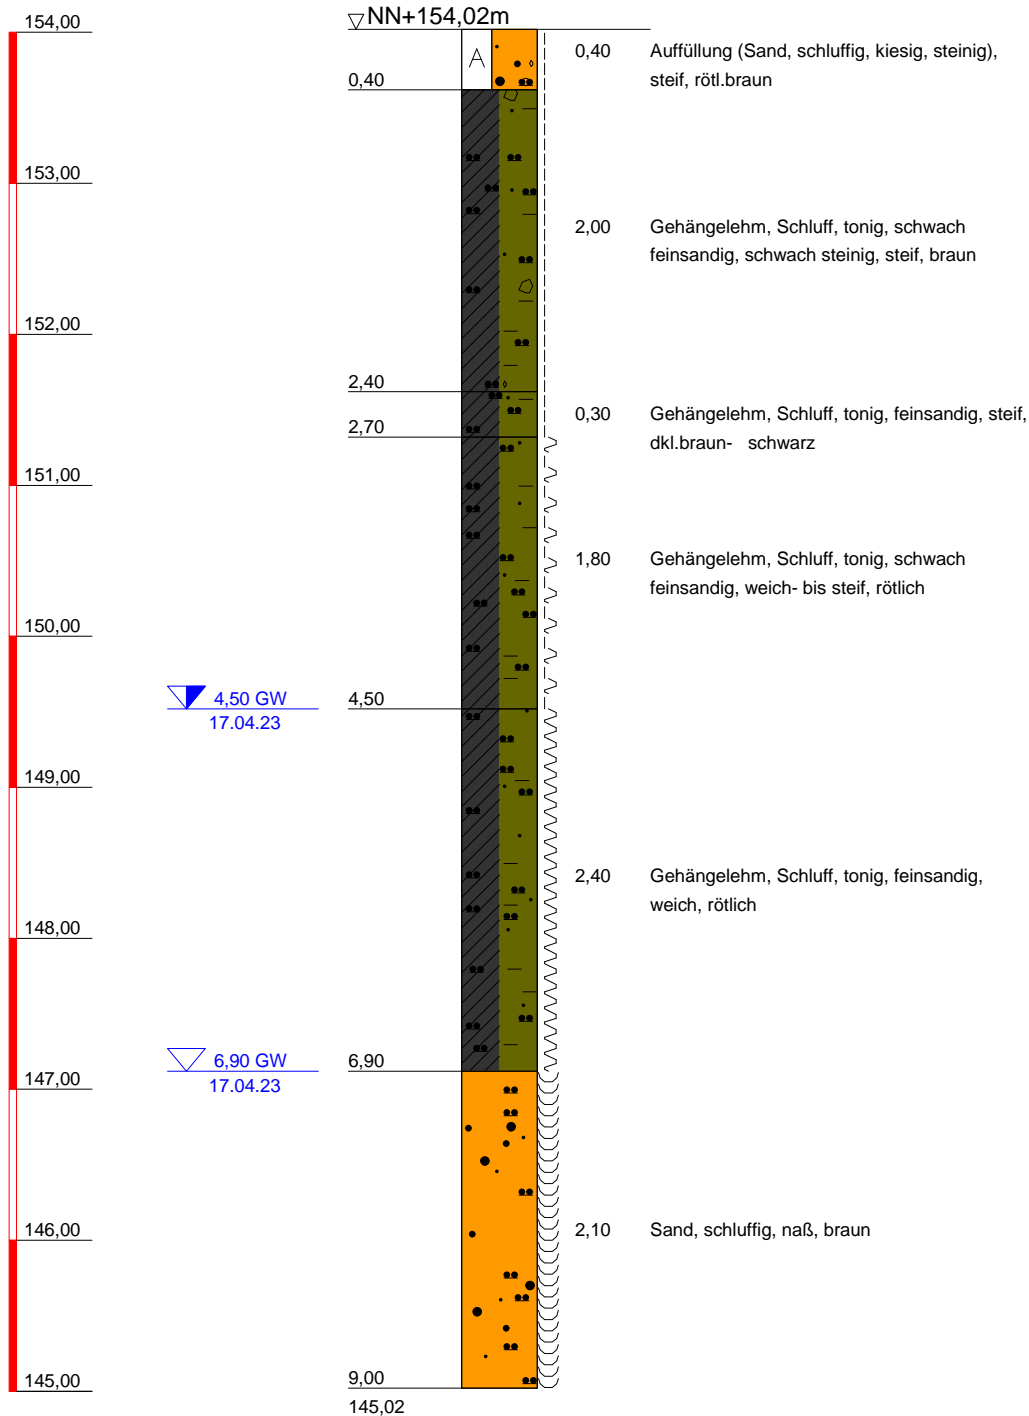 NN+154,02m
154,00
A
0,40
Auffüllung (Sand, schluffig, kiesig, steinig),
steif, rötl.braun
0,40
153,00
2,00
Gehängelehm, Schluff, tonig, schwach
feinsandig, schwach steinig, steif, braun
152,00
2,40
0,30
Gehängelehm, Schluff, tonig, feinsandig, steif,
dkl.braun- schwarz
2,70
151,00
1,80
Gehängelehm, Schluff, tonig, schwach
feinsandig, weich- bis steif, rötlich
150,00
4,50 GW
17.04.23
4,50
149,00
2,40
Gehängelehm, Schluff, tonig, feinsandig,
weich, rötlich
148,00
6,90 GW
17.04.23
6,90
147,00
2,10
Sand, schluffig, naß, braun
146,00
9,00
145,00
145,02